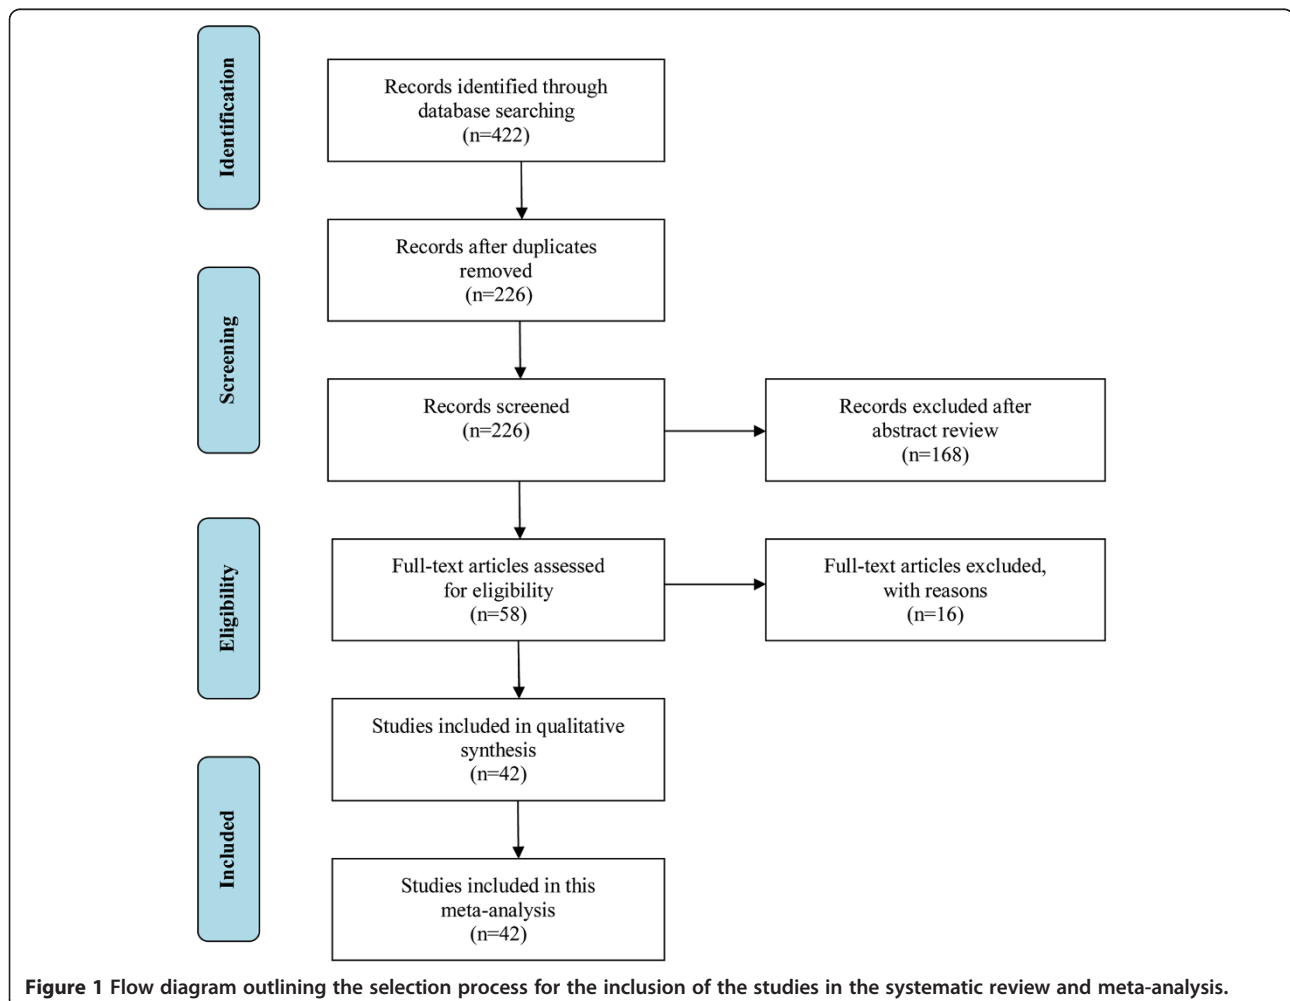 Identification
Records identified through
database searching
(n=422)
Records after duplicates
removed
(n=226)
Screening
Records screened
(n=226)
Records excluded after
abstract review
(n=168)
Eligibility
Full-text articles assessed
for eligibility
(n=58)
Full-text articles excluded,
with reasons
(n=16)
Studies included in qualitative
synthesis
(n=42)
Included
Studies included in this
meta-analysis
(n=42)
Figure 1 Flow diagram outlining the selection process for the inclusion of the studies in the systematic review and meta-analysis.